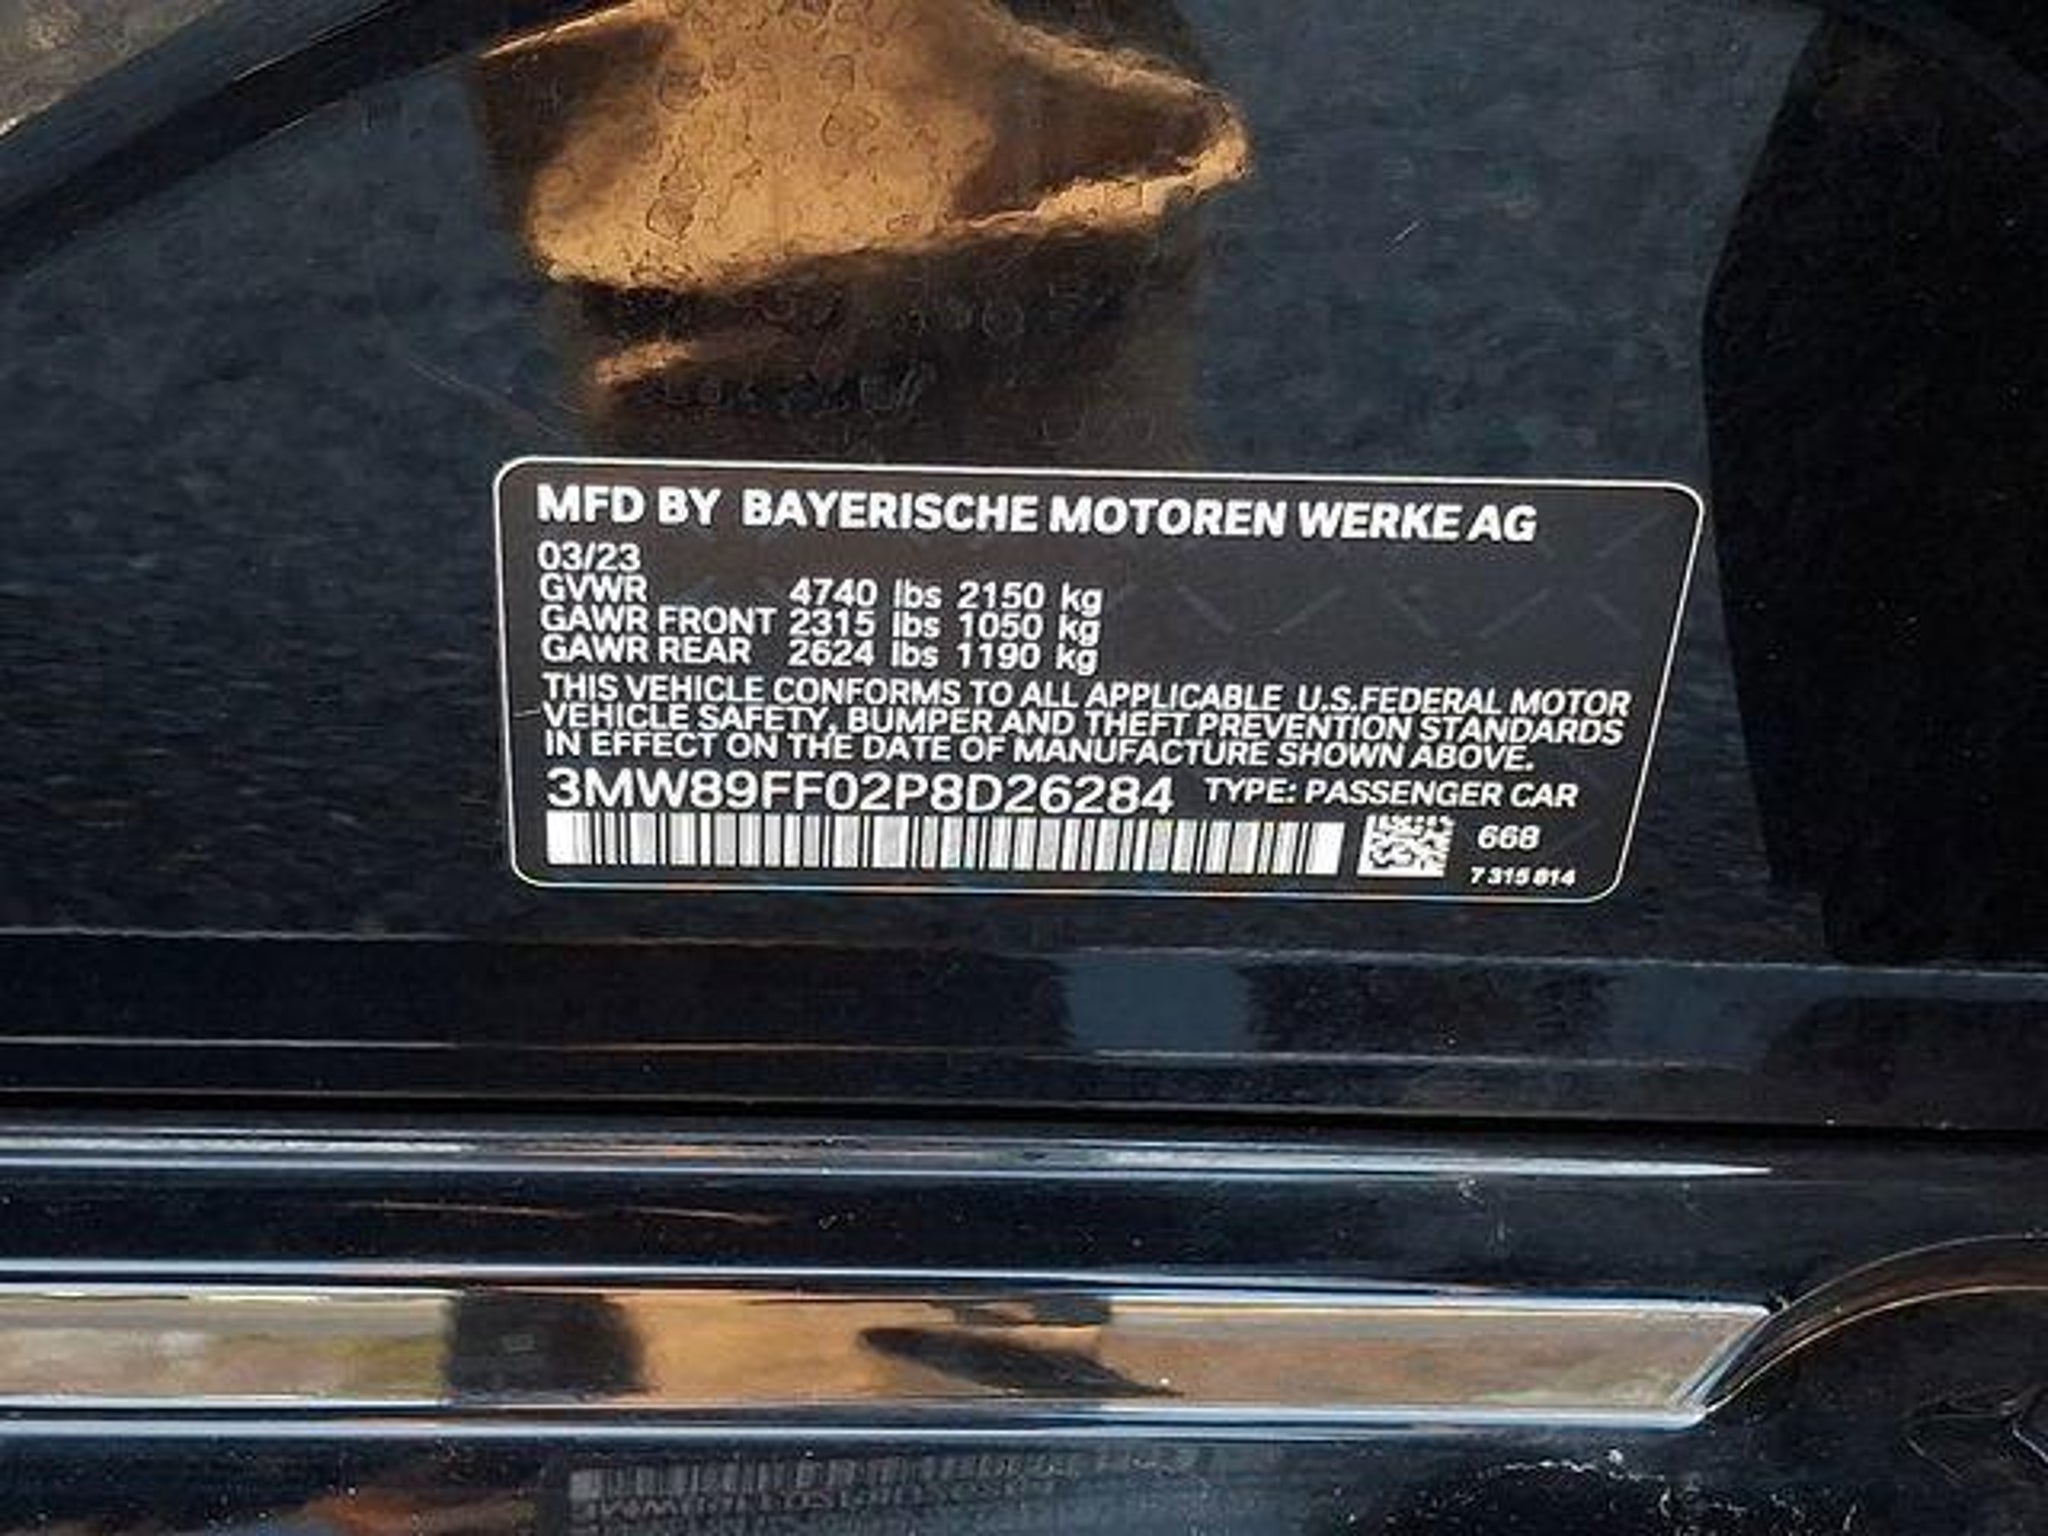 MFD BY BAYERISCHE MOTOREN WERKE AG
03/23
GVWR 4740 lbs 2150 kg
GAWR FRONT 2315 lbs 1050 kg
GAWR REAR 2624 lbs 1190 kg
THIS VEHICLE CONFORMS TO ALL APPLICABLE U.S.FEDERAL MOTOR
VEHICLE SAFETY, BUMPER AND THEFT PREVENTION STANDARDS
IN EFFECT ON THE DATE OF MANUFACTURE SHOWN ABOVE.
3MW89FF02P8D26284 TYPE: PASSENGER CAR
668
7 315 814